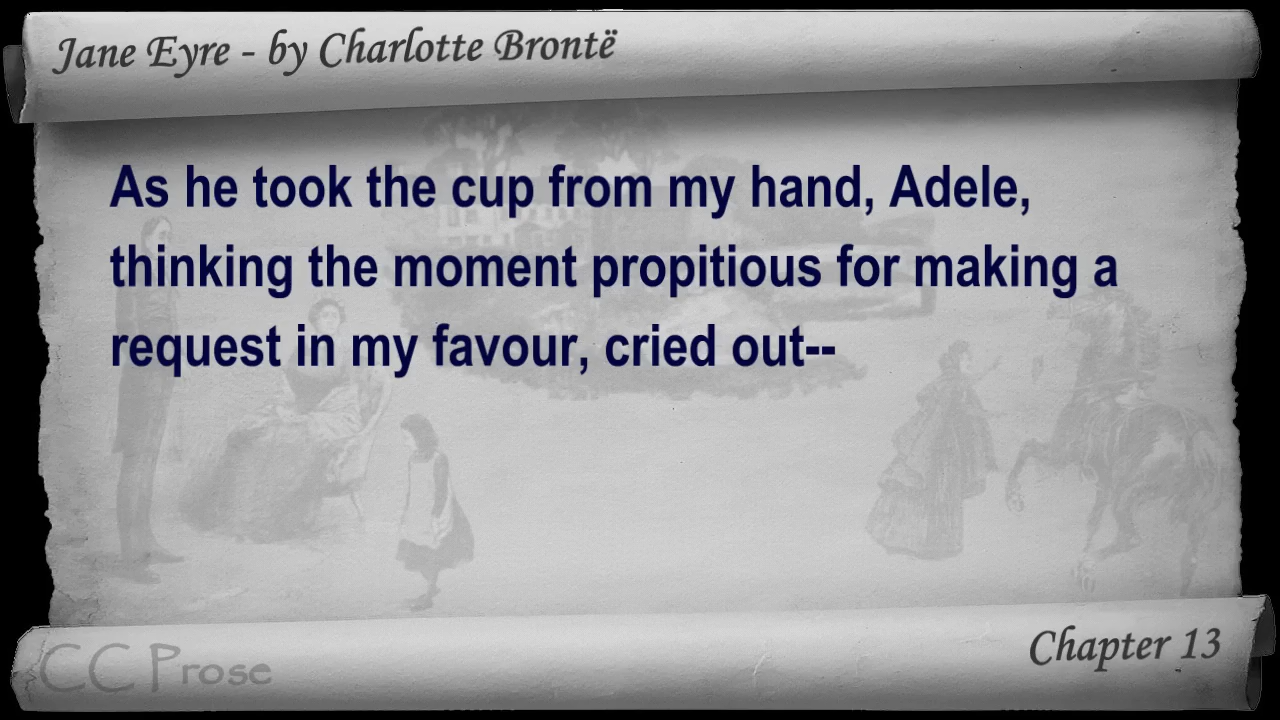 Jane Eyre - by Charlotte Brontë
As he took the cup from my hand, Adele,
thinking the moment propitious for making a
request in my favour, cried out--
Chapter 13
CC Prose